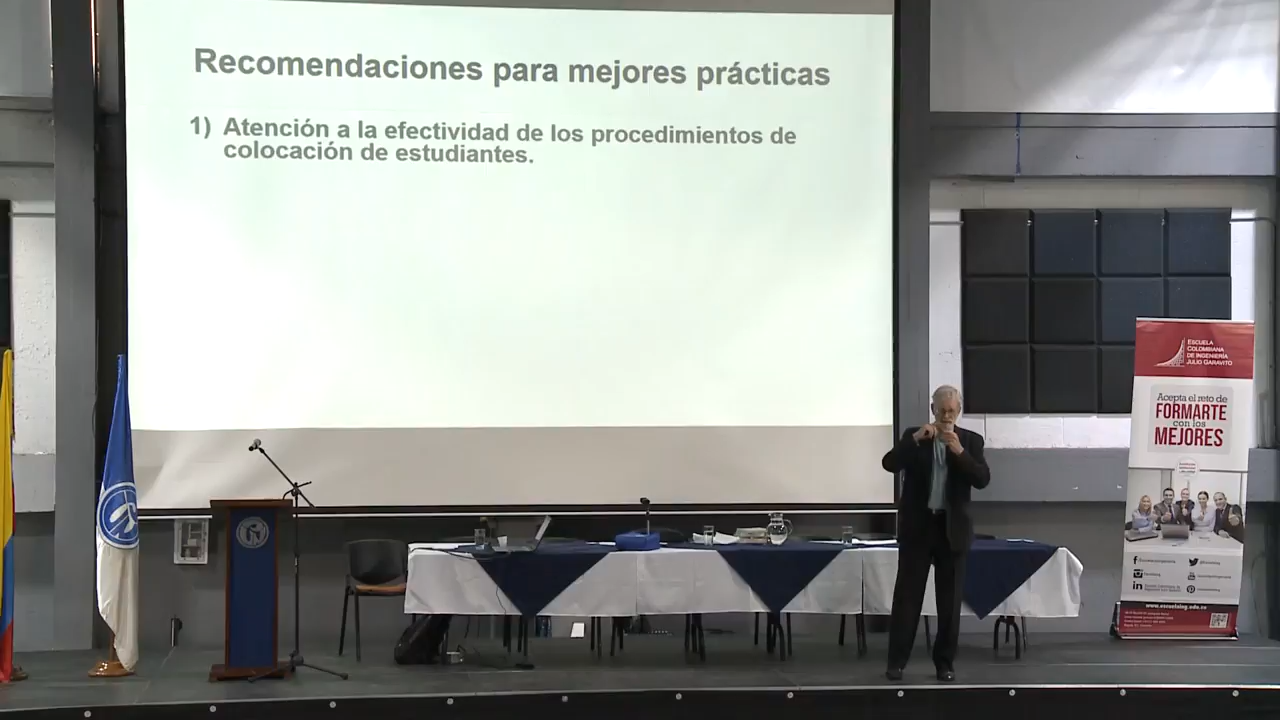 Recomendaciones para mejores prácticas
1) Atención a la efectividad de los procedimientos de
colocación de estudiantes.
ESCUELA
COLOMBIANA
DE INGENIERÍA
JULIO GARAVITO
Acepta el reto de
FORMARTE
con los
MEJORES
www.escuelaing.edu.co